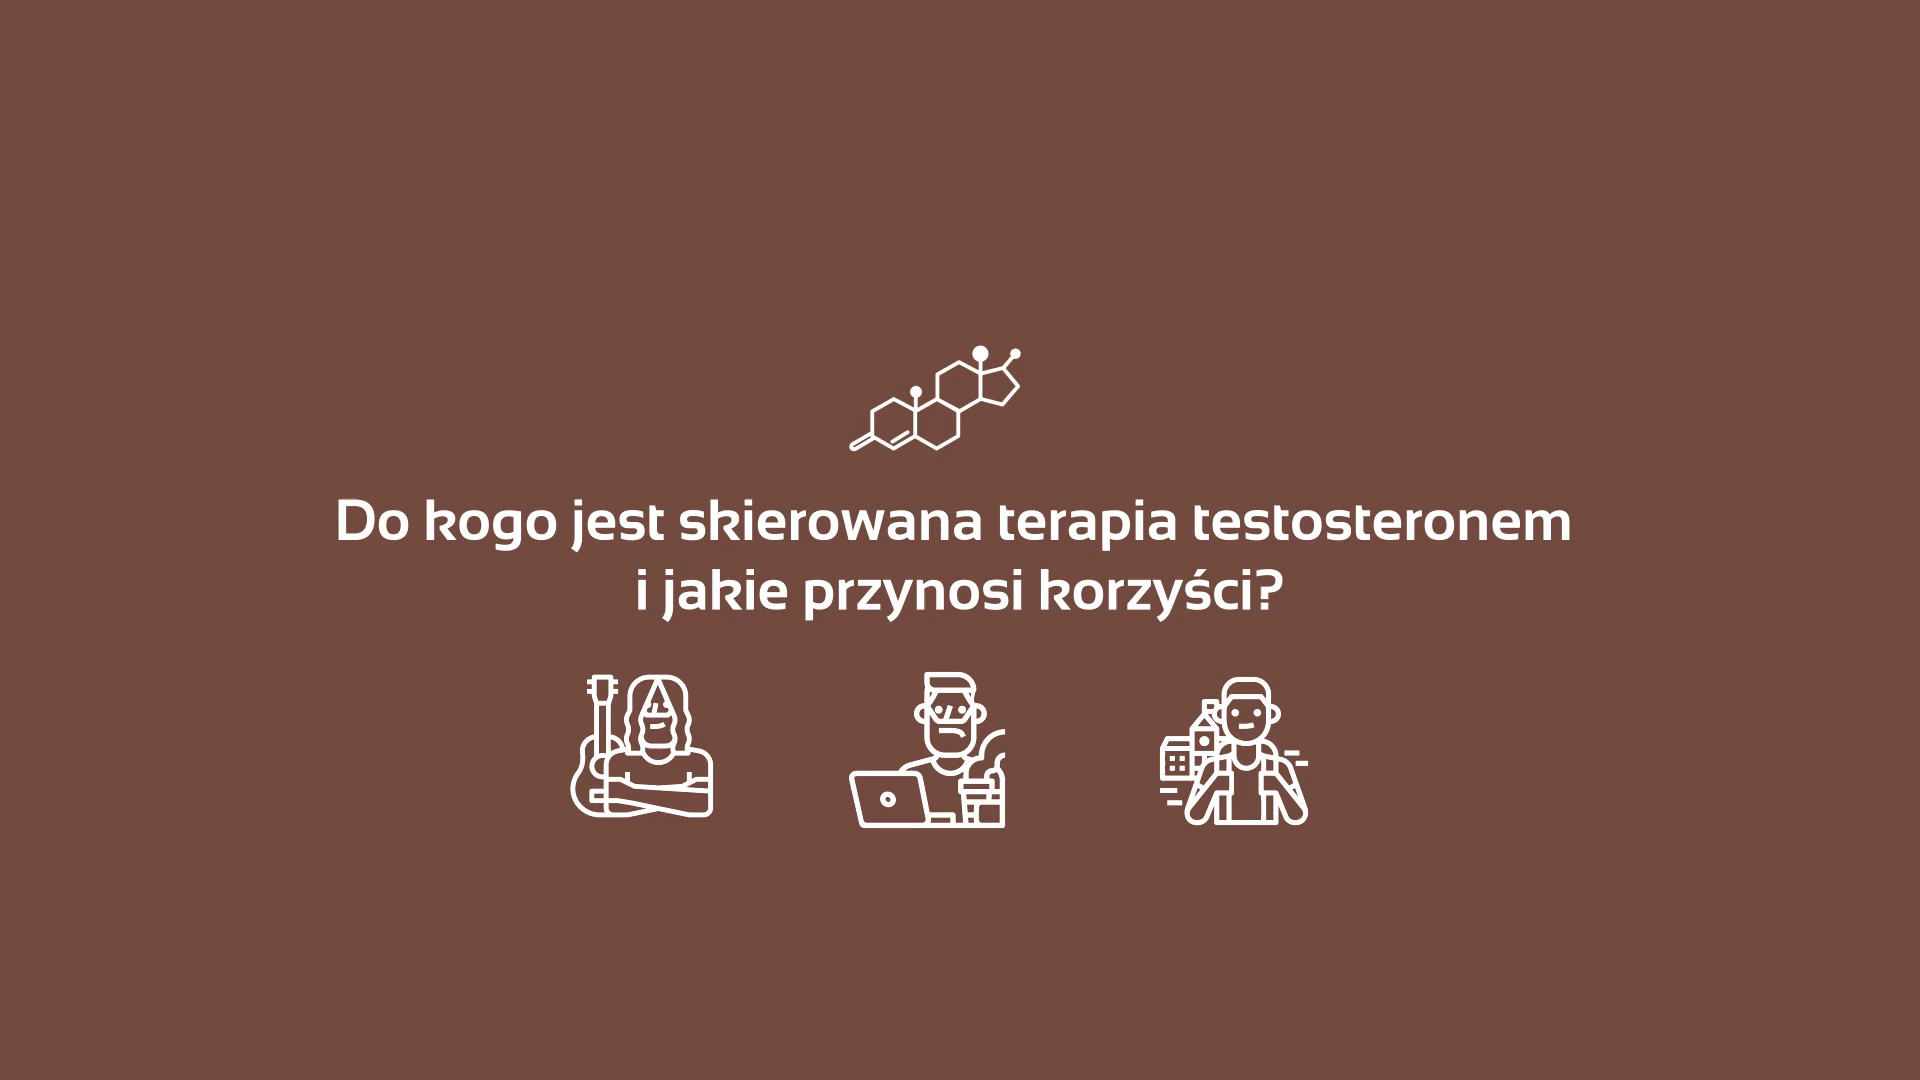 Do kogo jest skierowana terapia testosteronem
i jakie przynosi korzyści?